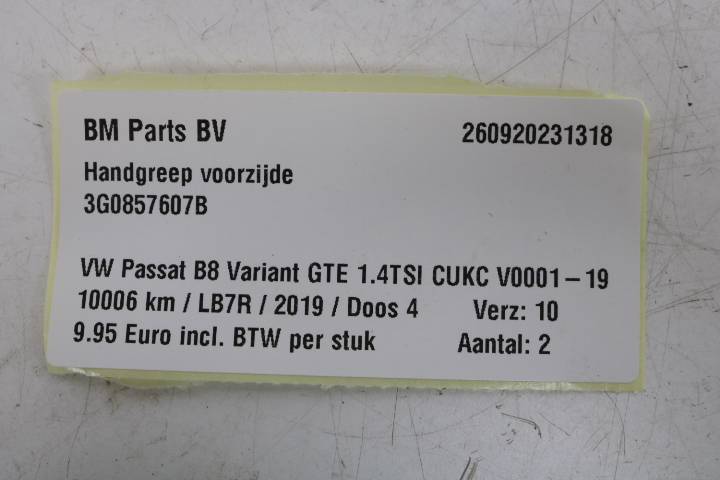 BM Parts BV 260920231318
Handgreep voorzijde
3G0857607B
VW Passat B8 Variant GTE 1.4TSI CUKC V0001-19
10006 km / LB7R / 2019 / Doos 4 Verz: 10
9.95 Euro incl. BTW per stuk Aantal: 2